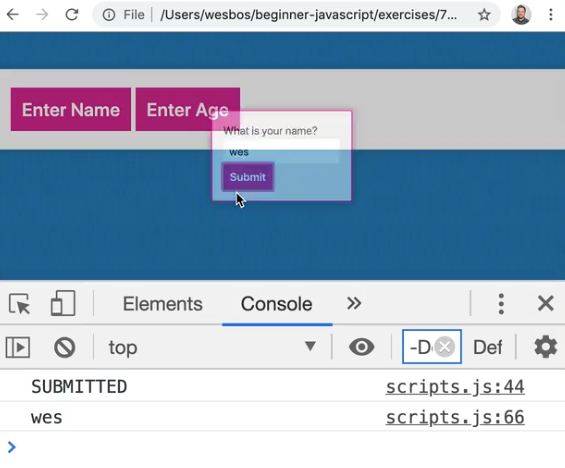 File | /Users/wesbos/beginner-javascript/exercises/7...
Enter Name Enter Age
What is your name?
wes
Submit
Elements Console »
top -D Def
SUBMITTED scripts.js:44
wes scripts.js:66